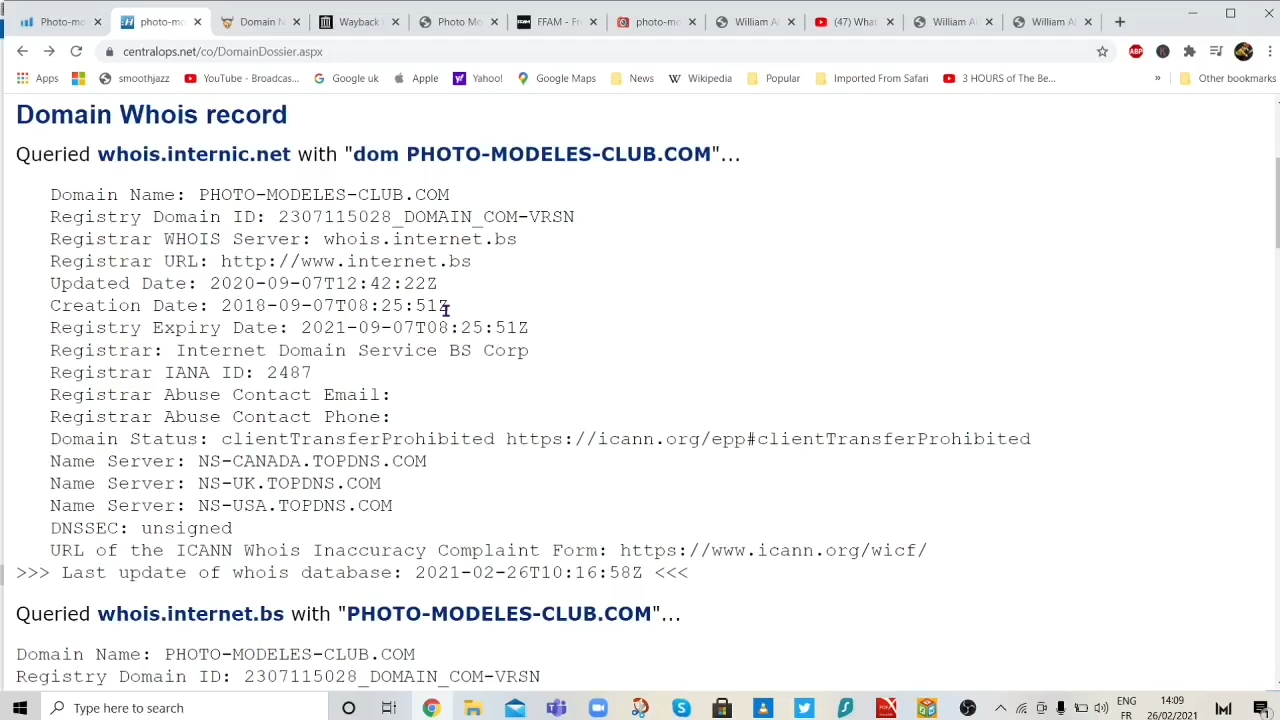 Photo-mo
photo-mo
Domain N
Wayback
Photo Mo
FFAM - Fr
photo-mo
William A
(47) Wha
William A
William A
centralops.net/co/DomainDossier.aspx
ABP
Apps
smoothjazz
YouTube - Broadcas...
Google uk
Apple
Yahoo!
Google Maps
News
Wikipedia
Popular
Imported From Safari
3 HOURS of The Be...
»
Other bookmarks
Domain Whois record
Queried whois.internic.net with "dom PHOTO-MODELES-CLUB.COM"...
Domain Name: PHOTO-MODELES-CLUB.COM
Registry Domain ID: 2307115028_DOMAIN_COM-VRSN
Registrar WHOIS Server: whois.internet.bs
Registrar URL: http://www.internet.bs
Updated Date: 2020-09-07T12:42:22Z
Creation Date: 2018-09-07T08:25:51Z
Registry Expiry Date: 2021-09-07T08:25:51Z
Registrar: Internet Domain Service BS Corp
Registrar IANA ID: 2487
Registrar Abuse Contact Email:
Registrar Abuse Contact Phone:
Domain Status: clientTransferProhibited https://icann.org/epp#clientTransferProhibited
Name Server: NS-CANADA.TOPDNS.COM
Name Server: NS-UK.TOPDNS.COM
Name Server: NS-USA.TOPDNS.COM
DNSSEC: unsigned
URL of the ICANN Whois Inaccuracy Complaint Form: https://www.icann.org/wicf/
>>> Last update of whois database: 2021-02-26T10:16:58Z <<<
Queried whois.internet.bs with "PHOTO-MODELES-CLUB.COM"...
Domain Name: PHOTO-MODELES-CLUB.COM
Registry Domain ID: 2307115028_DOMAIN_COM-VRSN
Type here to search
ENG
FR
14:09
26/02/2021